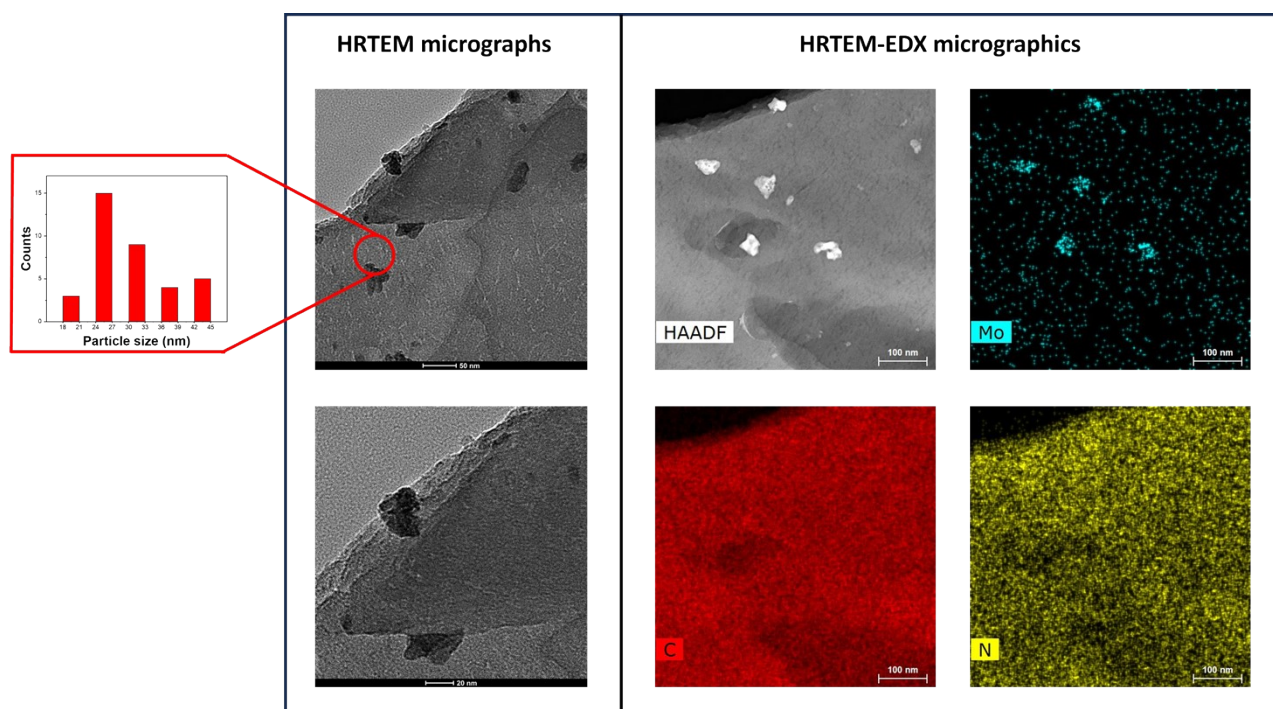 HRTEM micrographs
HRTEM-EDX micrographics
Counts
15
10
5
0
18 21 24 27 30 33 36 39 42 45
Particle size (nm)
50 nm
20 nm
HAADF
100 nm
Mo
100 nm
C
100 nm
N
100 nm